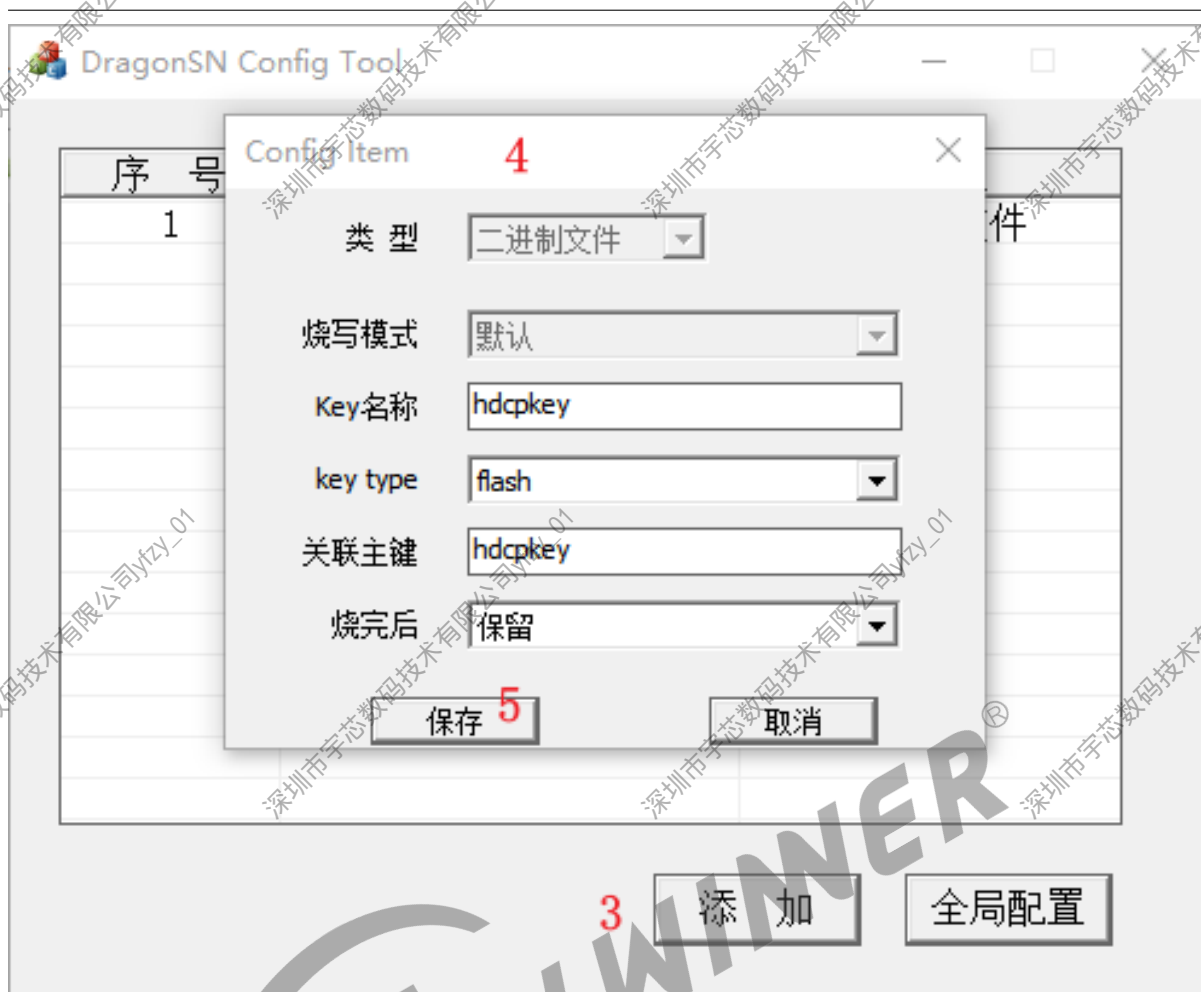 DragonSN Config Tool
Config Item
4
序 号
1
件
类 型
二进制文件
烧写模式
默认
Key名称
hdcpkey
key type
flash
关联主键
hdcpkey
烧完后
保留
保存
5
取消
3
添 加
全局配置
深圳市宇芯数码技术有限公司yfzy_01
WINNER®